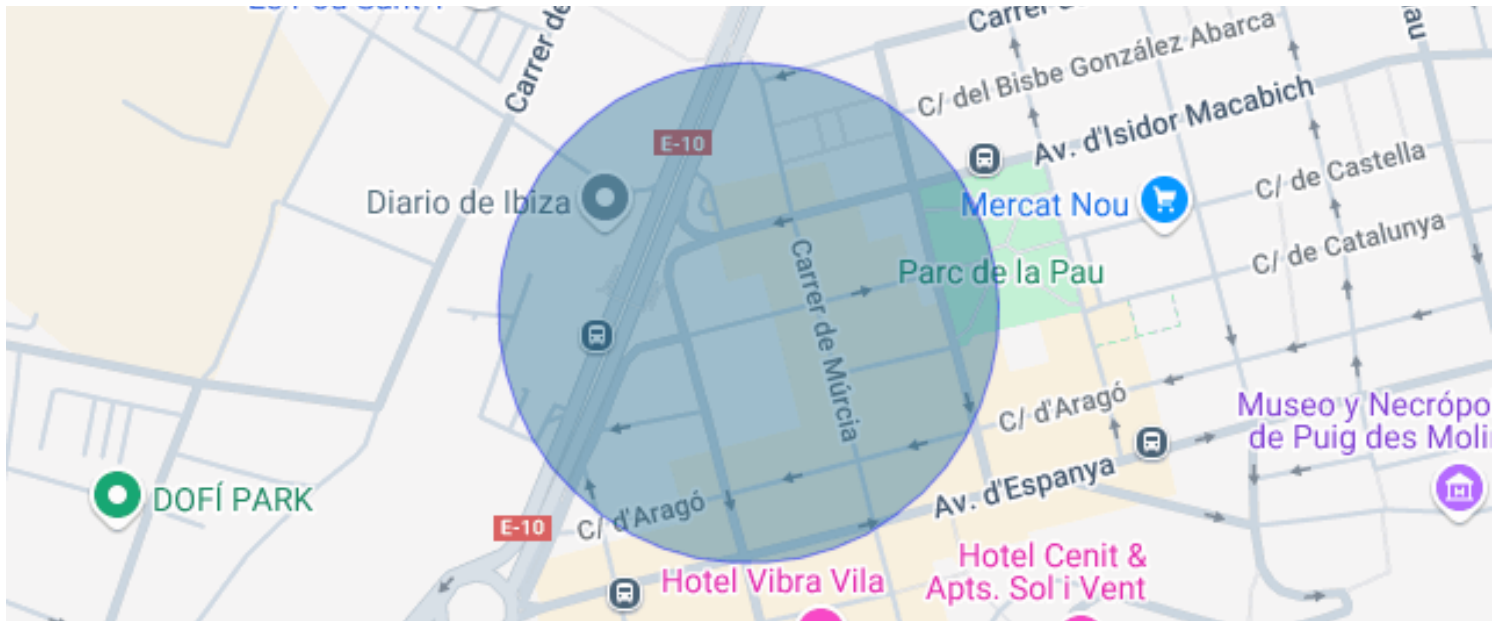 Carrer de
Carrer d
C/ del Bisbe González Abarca
Av. d'Isidor Macabich
E-10
Diario de Ibiza
Mercat Nou
C/ de Castella
C/ de Catalunya
Parc de la Pau
Carrer de Múrcia
C/ d'Aragó
Museo y Necrópo
de Puig des Moli
Av. d'Espanya
DOFÍ PARK
E-10
C/ d'Aragó
Hotel Vibra Vila
Hotel Cenit &
Apts. Sol i Vent